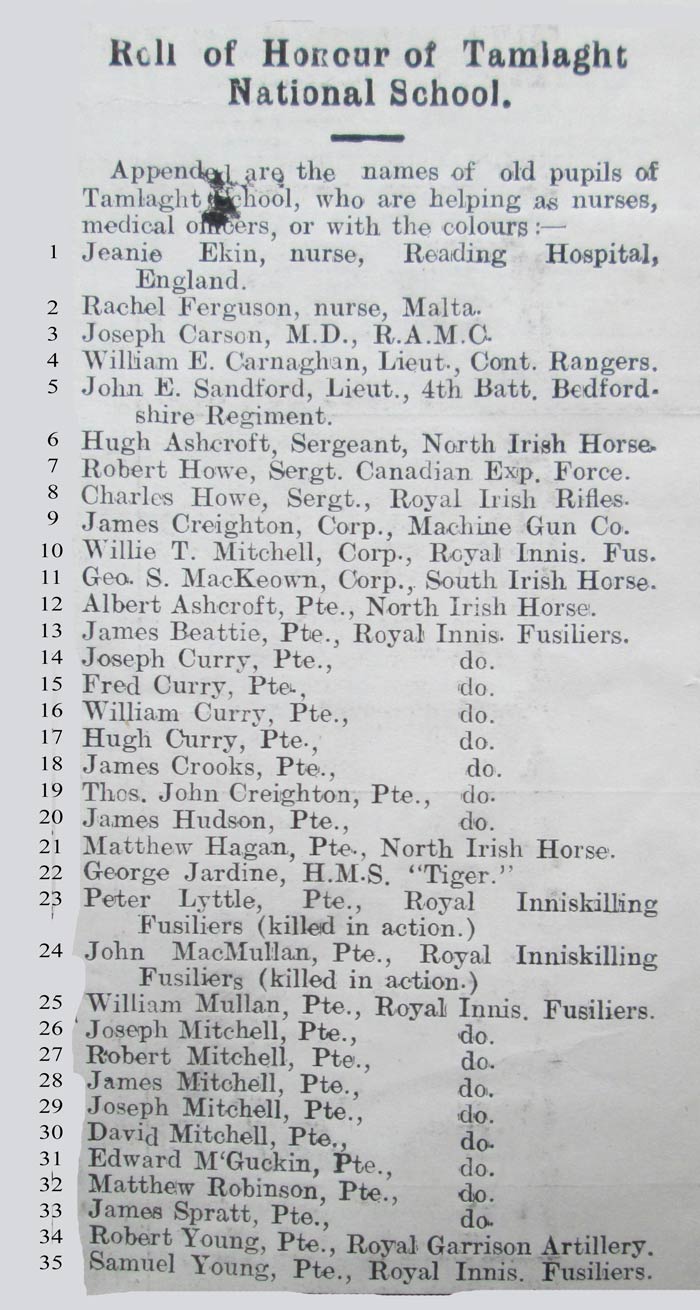 Roll of Honour of Tamlaght
National School.
Appended are the names of old pupils of
Tamlaght School, who are helping as nurses,
medical officers, or with the colours :—
1 Jeanie Ekin, nurse, Reading Hospital,
England.
2 Rachel Ferguson, nurse, Malta.
3 Joseph Carson, M.D., R.A.M.C.
4 William E. Carnaghan, Lieut., Cont. Rangers.
5 John E. Sandford, Lieut., 4th Batt. Bedford-
shire Regiment.
6 Hugh Ashcroft, Sergeant, North Irish Horse.
7 Robert Howe, Sergt. Canadian Exp. Force.
8 Charles Howe, Sergt., Royal Irish Rifles.
9 James Creighton, Corp., Machine Gun Co.
10 Willie T. Mitchell, Corp., Royal Innis. Fus.
11 Geo. S. MacKeown, Corp., South Irish Horse.
12 Albert Ashcroft, Pte., North Irish Horse.
13 James Beattie, Pte., Royal Innis. Fusiliers.
14 Joseph Curry, Pte., do.
15 Fred Curry, Pte., do.
16 William Curry, Pte., do.
17 Hugh Curry, Pte., do.
18 James Crooks, Pte., do.
19 Thos. John Creighton, Pte., do.
20 James Hudson, Pte., do.
21 Matthew Hagan, Pte., North Irish Horse.
22 George Jardine, H.M.S. "Tiger."
23 Peter Lyttle, Pte., Royal Inniskilling
Fusiliers (killed in action.)
24 John MacMullan, Pte., Royal Inniskilling
Fusiliers (killed in action.)
25 William Mullan, Pte., Royal Innis. Fusiliers.
26 Joseph Mitchell, Pte., do.
27 Robert Mitchell, Pte., do.
28 James Mitchell, Pte., do.
29 Joseph Mitchell, Pte., do.
30 David Mitchell, Pte., do.
31 Edward M'Guckin, Pte., do.
32 Matthew Robinson, Pte., do.
33 James Spratt, Pte., do.
34 Robert Young, Pte., Royal Garrison Artillery.
35 Samuel Young, Pte., Royal Innis. Fusiliers.